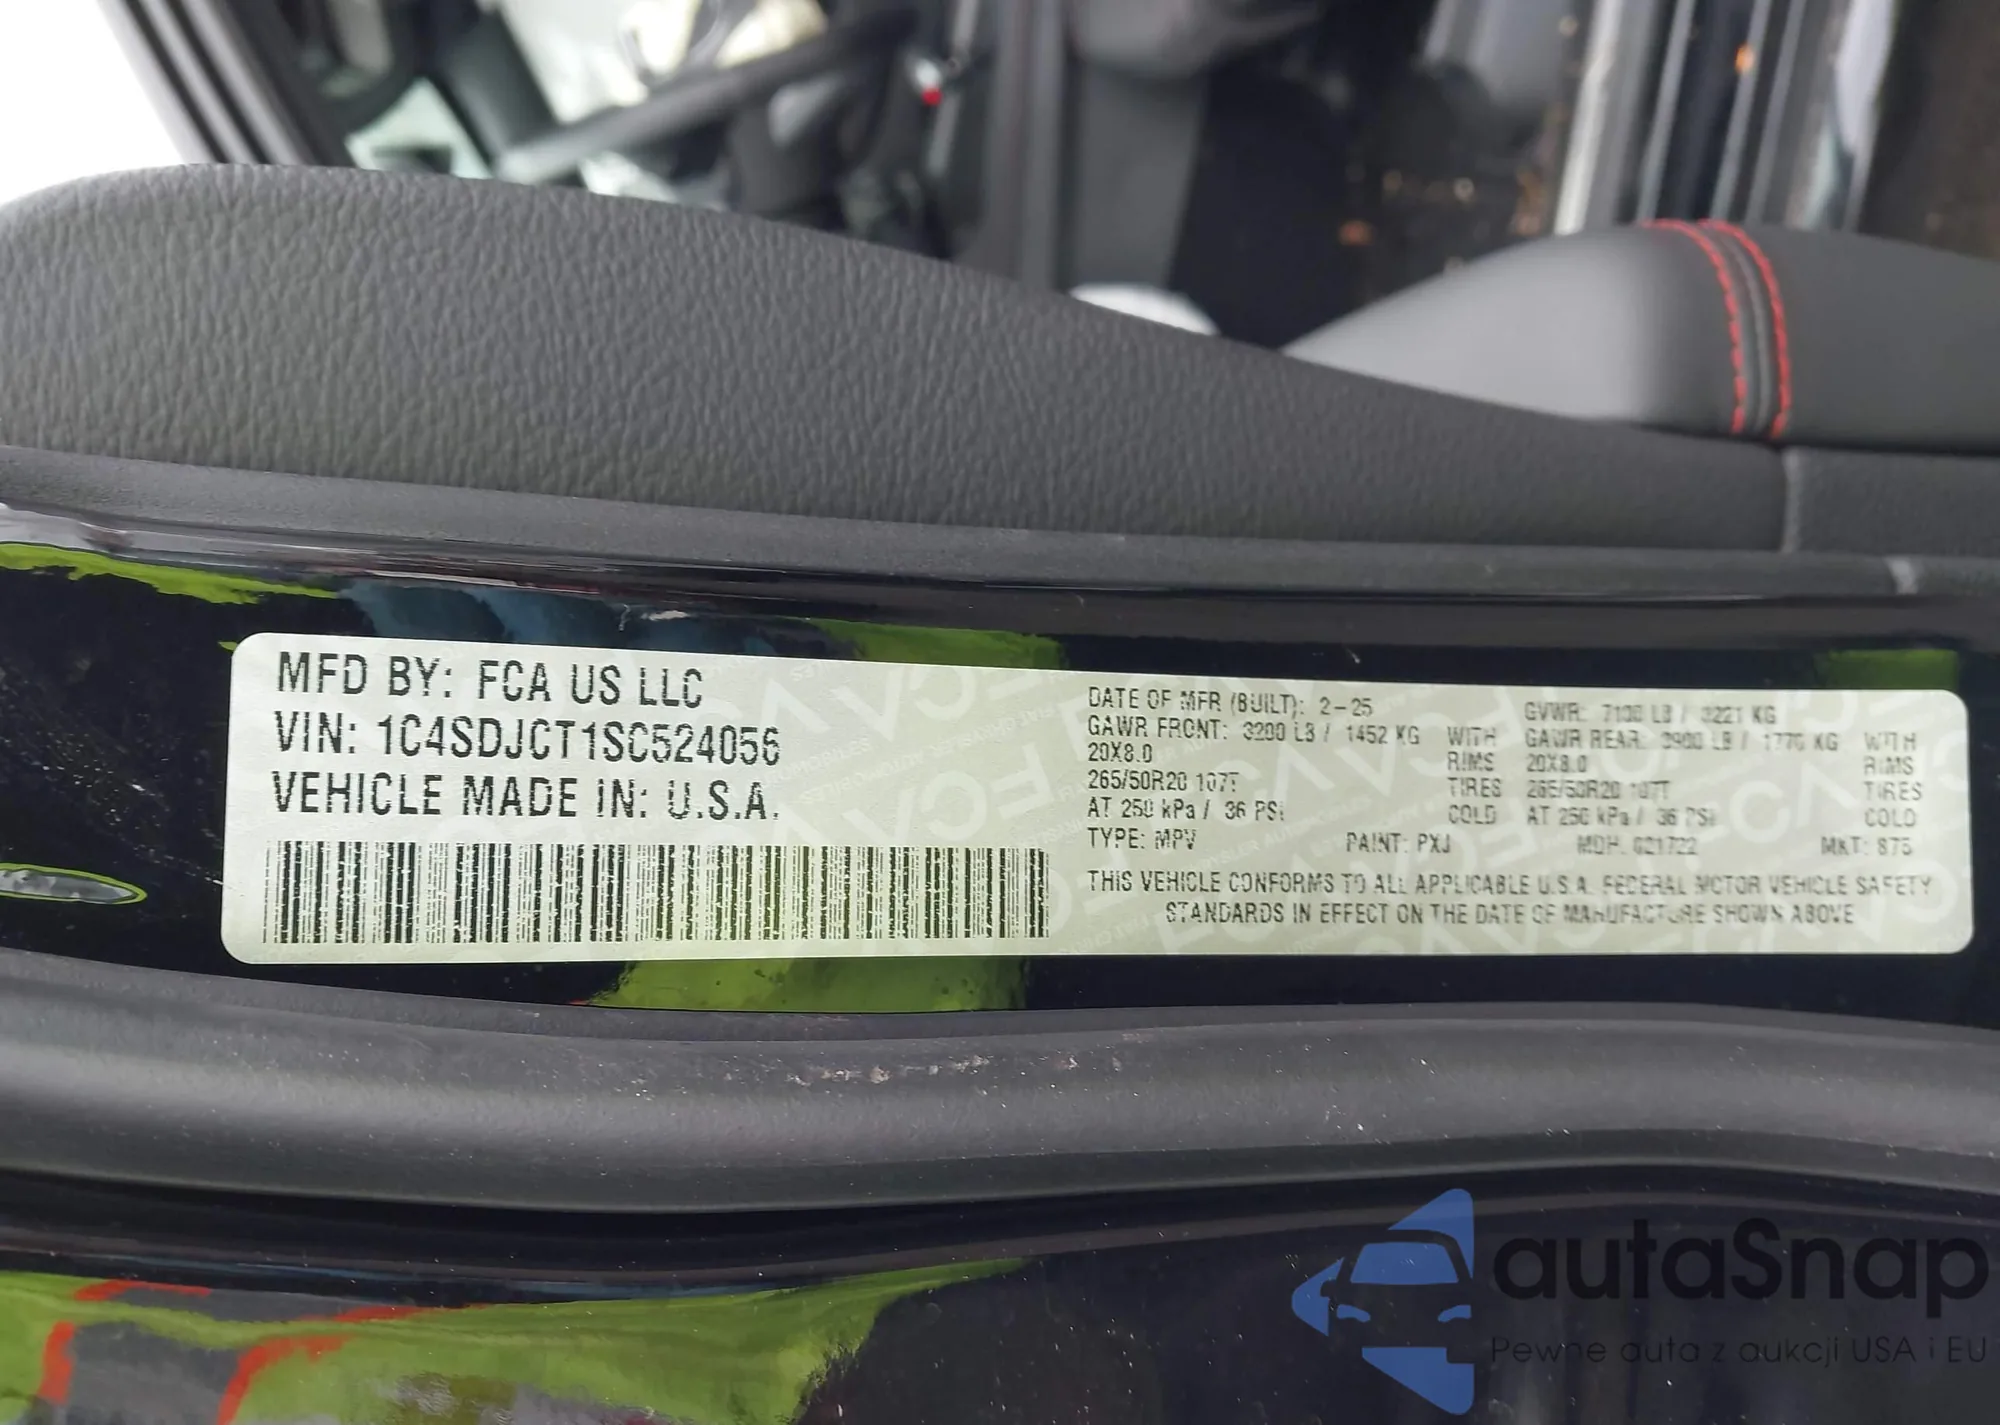 MFD BY: FCA US LLC
VIN: 1C4SDJCT1SC524056
VEHICLE MADE IN: U.S.A.
DATE OF MFR (BUILT): 2-25
GAWR FRONT: 3200 LB / 1452 KG WITH
20X8.0 RIMS
265/50R20 107T TIRES
AT 250 kPa / 36 PSi COLD
GVWR: 7100 LB / 3221 KG
GAWR REAR: 3900 LB / 1770 KG WITH
20X8.0 RIMS
265/50R20 107T TIRES
AT 250 kPa / 36 PSi COLD
TYPE: MPV PAINT: PXJ MDH: 021722 MKT:
THIS VEHICLE CONFORMS TO ALL APPLICABLE U.S.A. FEDERAL MOTOR VEHICLE SAFETY
STANDARDS IN EFFECT ON THE DATE OF MANUFACTURE SHOWN ABOVE
autaSnap
Pewne auta z aukcji USA i EU